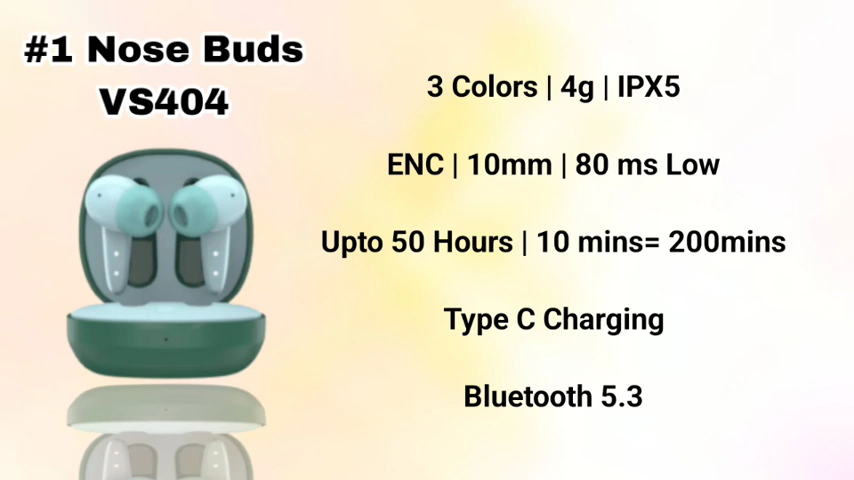 #1 Nose Buds
VS404
3 Colors | 4g | IPX5
ENC | 10mm | 80 ms Low
Upto 50 Hours | 10 mins= 200mins
Type C Charging
Bluetooth 5.3